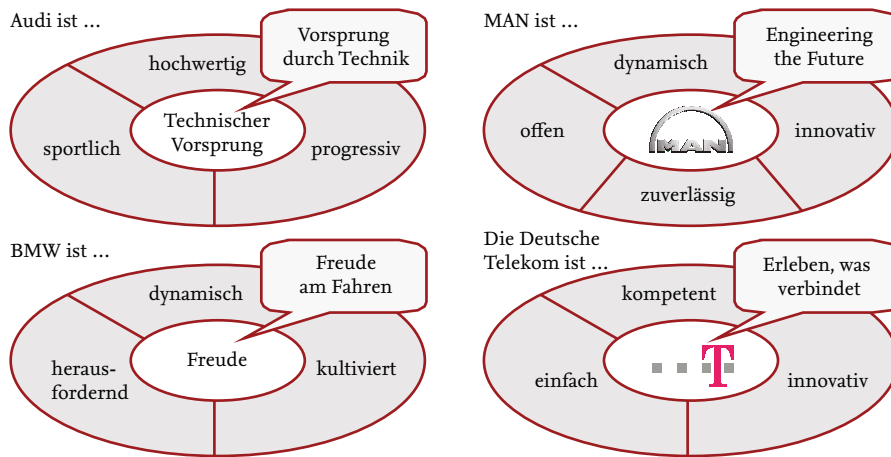 Audi ist …
Vorsprung
durch Technik
hochwertig
Technischer
Vorsprung
sportlich
progressiv
MAN ist …
Engineering
the Future
dynamisch
offen
MAN
innovativ
zuverlässig
BMW ist …
Freude
am Fahren
dynamisch
Freude
heraus-
fordernd
kultiviert
Die Deutsche
Telekom ist …
Erleben, was
verbindet
kompetent
T
einfach
innovativ